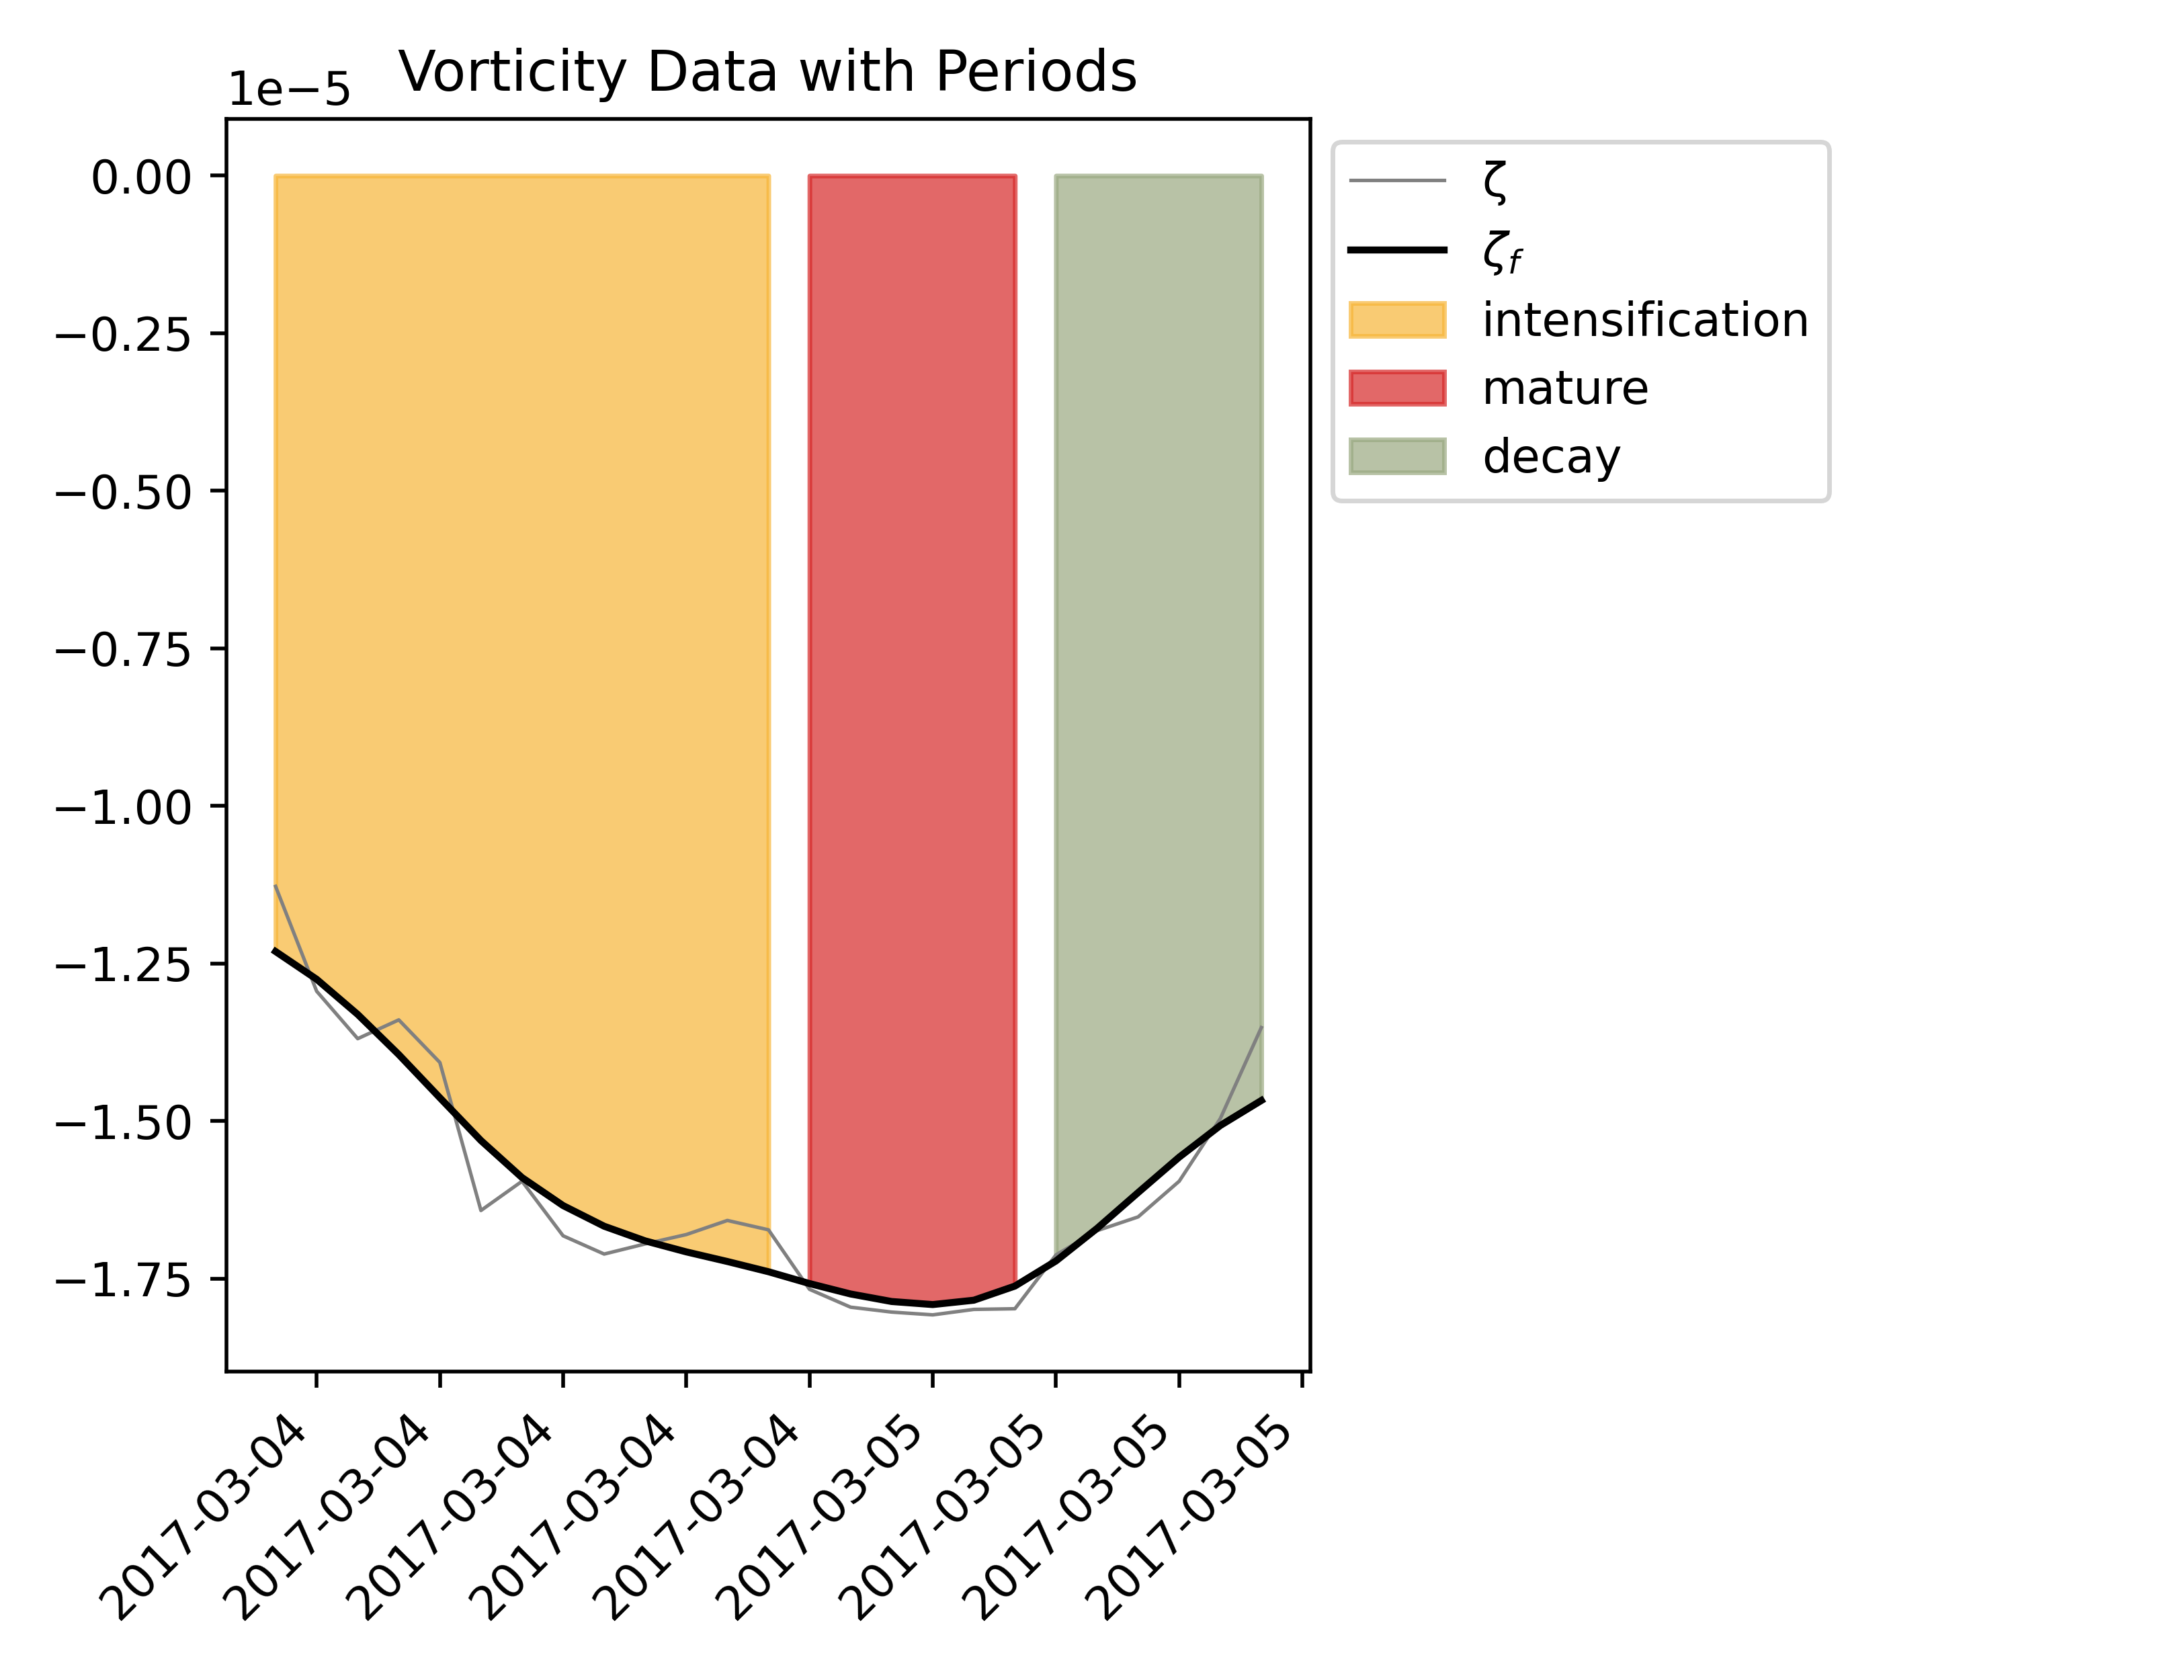 Vorticity Data with Periods
1e−5
0.00
−0.25
−0.50
−0.75
−1.00
−1.25
−1.50
−1.75
2017-03-04
2017-03-04
2017-03-04
2017-03-04
2017-03-04
2017-03-05
2017-03-05
2017-03-05
2017-03-05
ζ
ζf
intensification
mature
decay